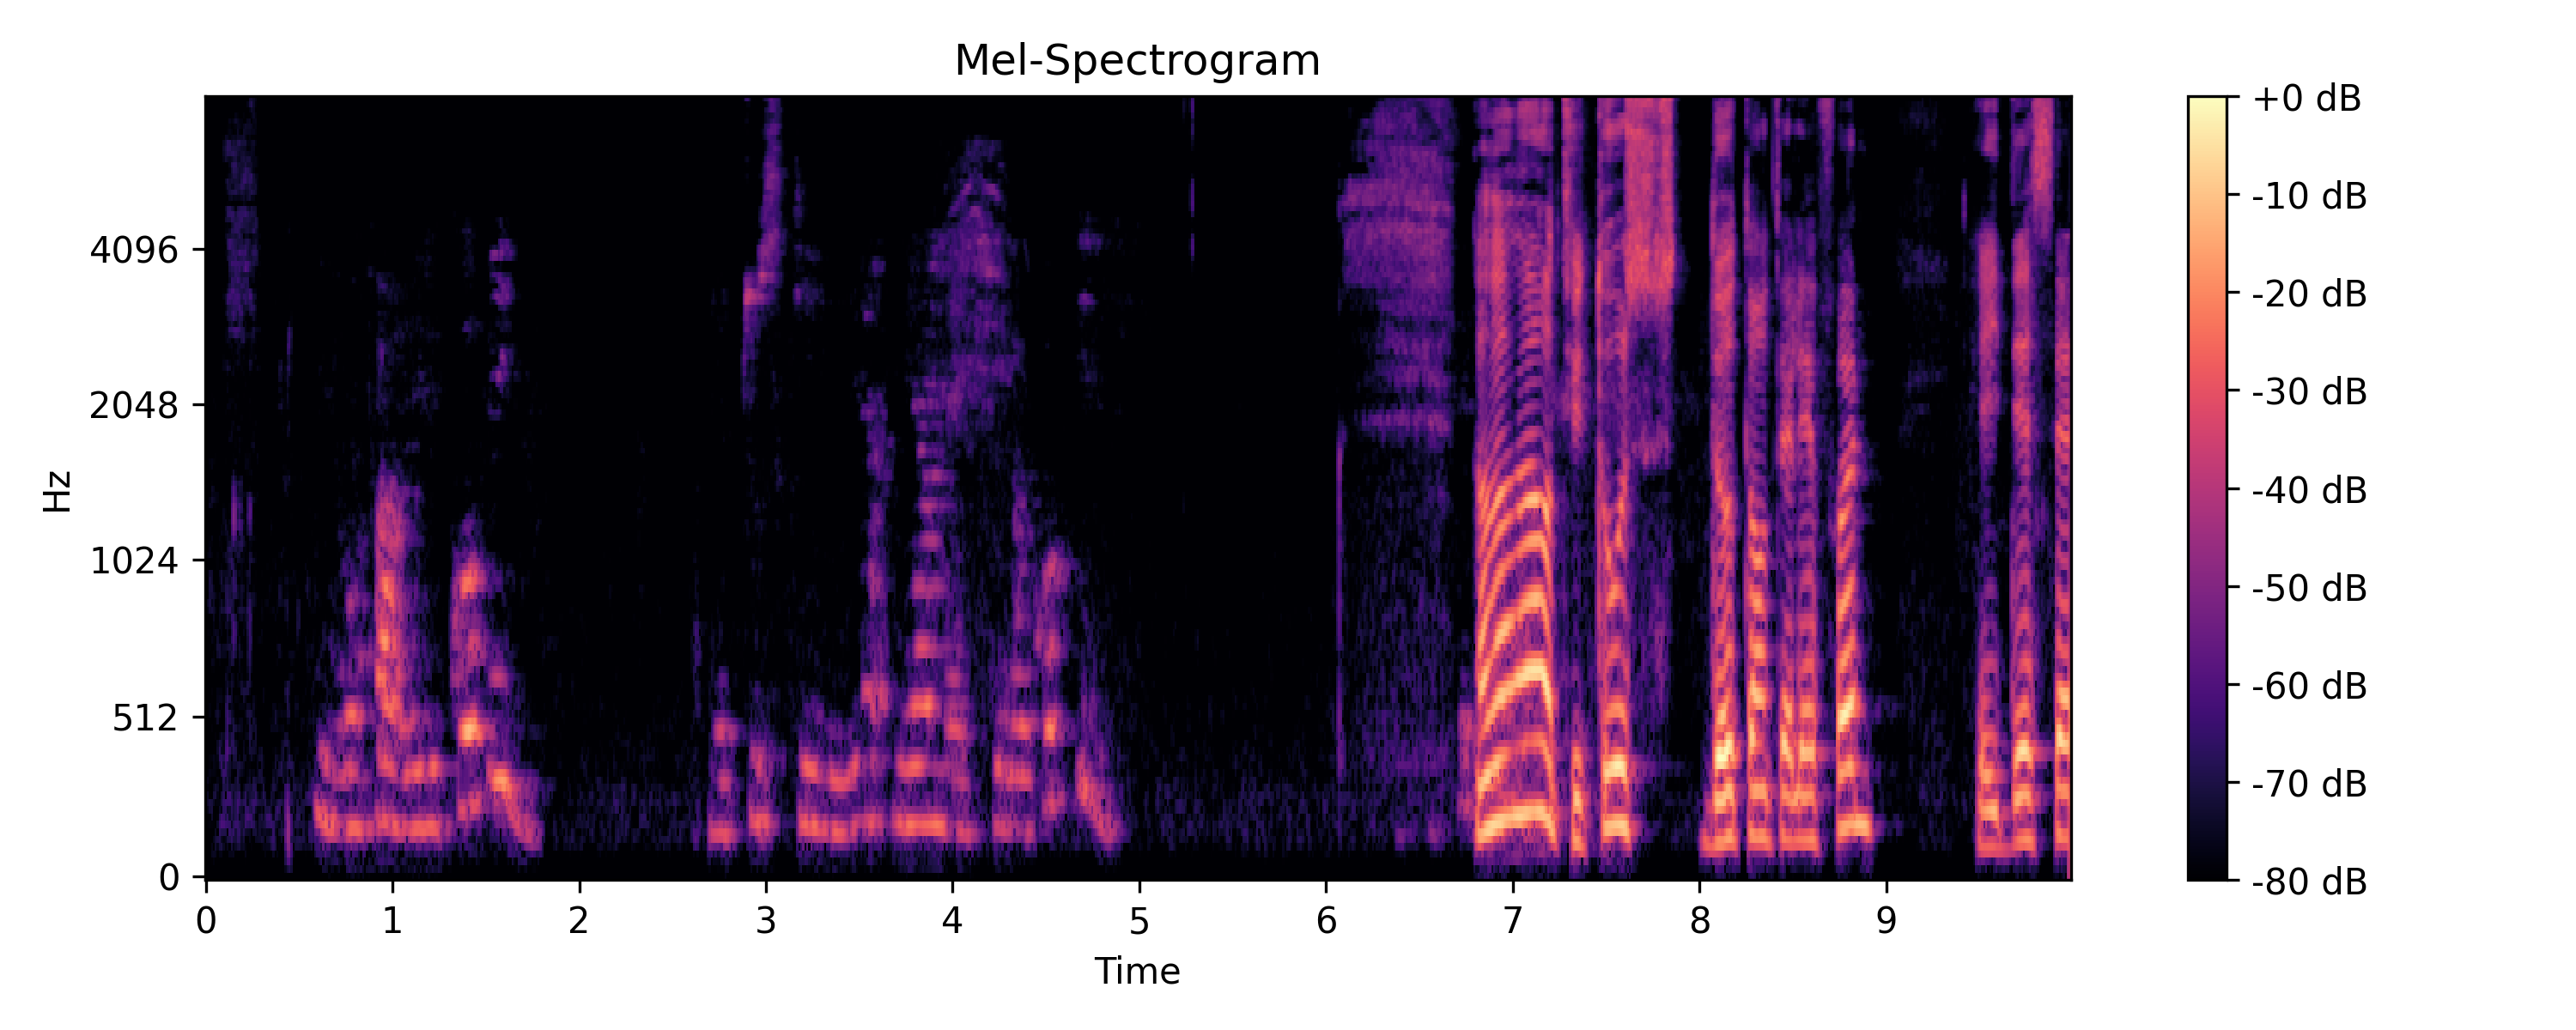 Mel-Spectrogram
+0 dB
-10 dB
-20 dB
-30 dB
-40 dB
-50 dB
-60 dB
-70 dB
-80 dB
4096
2048
1024
512
0
Hz
0 1 2 3 4 5 6 7 8 9
Time